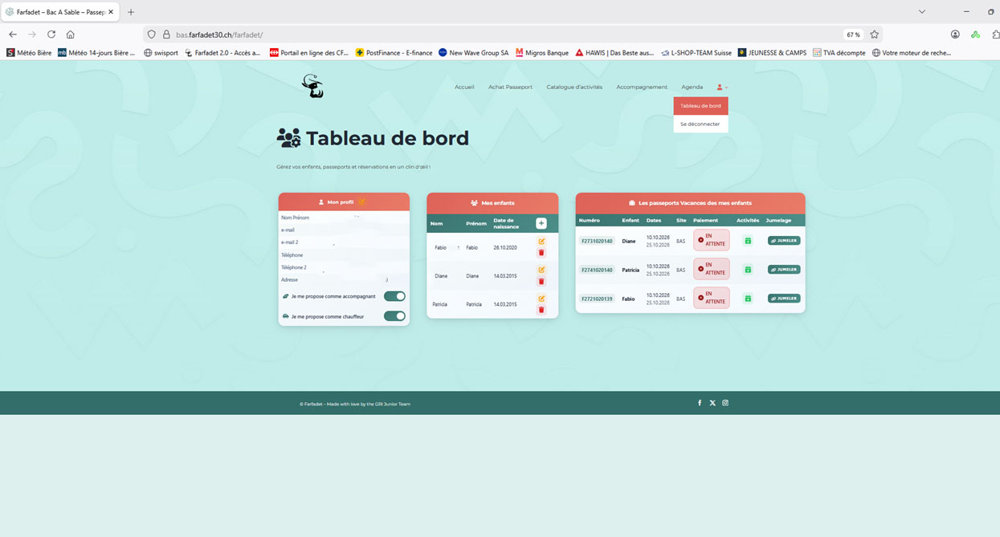 Farfadet – Bac A Sable – Passep
bas.farfadet30.ch/farfadet/
67 %
Météo Bière
Météo 14-jours Bière ...
swisport
Farfadet 2.0 - Accès a...
Portail en ligne des CF...
PostFinance - E-finance
New Wave Group SA
Migros Banque
HAWIS | Das Beste aus...
L-SHOP-TEAM Suisse
JEUNESSE & CAMPS
TVA décompte
Votre moteur de reche...
Accueil
Achat Passeport
Catalogue d'activités
Accompagnement
Agenda
Tableau de bord
Se déconnecter
Tableau de bord
Gérez vos enfants, passeports et réservations en un clin d'œil !
Mon profil
Nom Prénom
e-mail
e-mail 2
Téléphone
Téléphone 2
Adresse
.)
Je me propose comme accompagnant
Je me propose comme chauffeur
Mes enfants
Nom Prénom Date de naissance +
Fabio Fabio 26.10.2020
Diane Diane 14.03.2015
Patricia Patricia 14.03.2015
Les passeports Vacances des mes enfants
Numéro Enfant Dates Site Paiement Activités Jumelage
F2731020140 Diane 10.10.2026 25.10.2026 BAS EN ATTENTE JUMELER
F2741020140 Patricia 10.10.2026 25.10.2026 BAS EN ATTENTE JUMELER
F2721020139 Fabio 10.10.2026 25.10.2026 BAS EN ATTENTE JUMELER
© Farfadet – Made with love by the GRI Junior Team